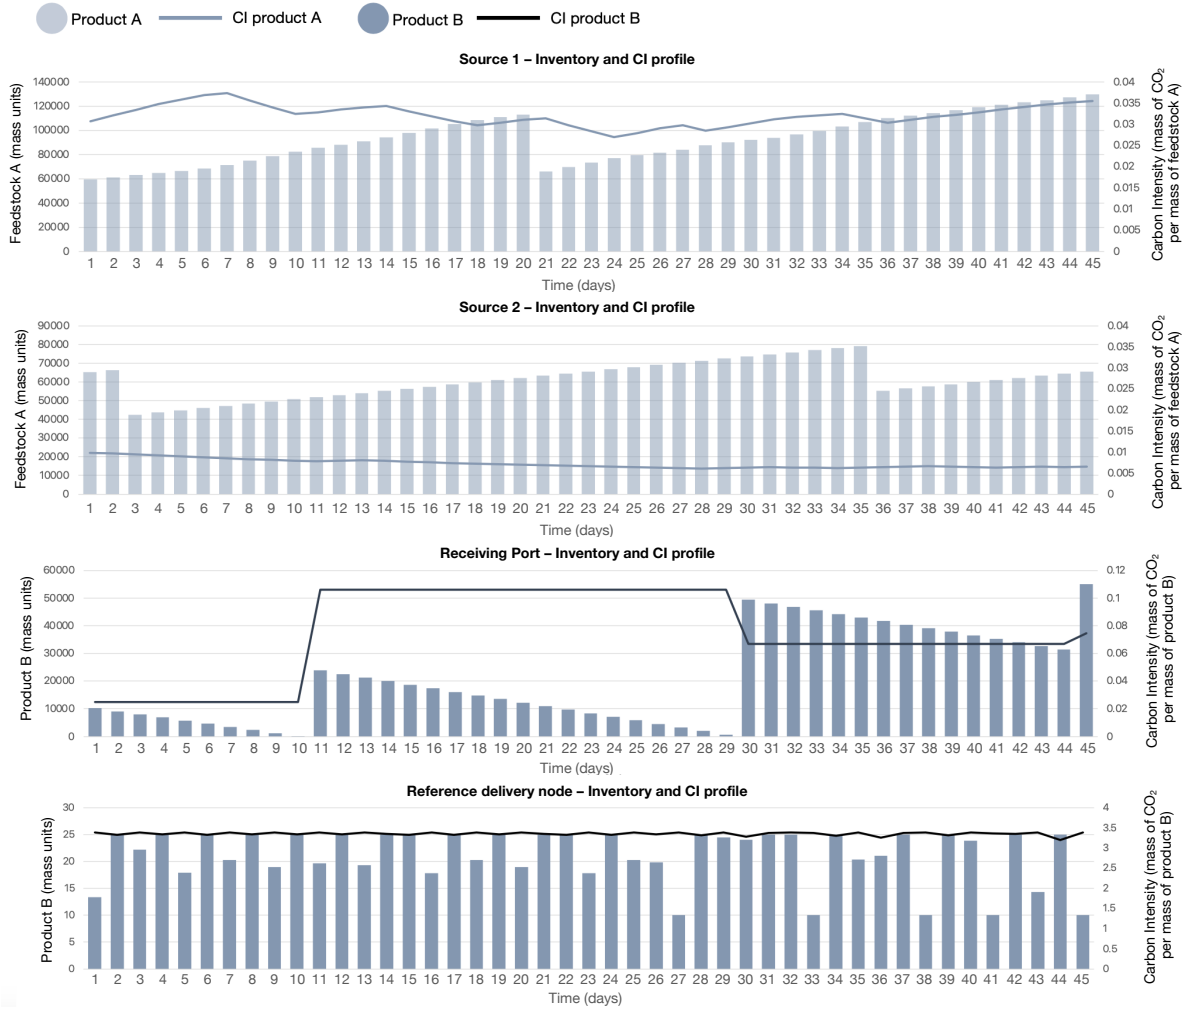 Product A CI product A Product B CI product B
Source 1 – Inventory and CI profile
Feedstock A (mass units)
140000
120000
100000
80000
60000
40000
20000
0
0.04
0.035
0.03
0.025
0.02
0.015
0.01
0.005
0
Carbon Intensity (mass of CO₂
per mass of feedstock A)
1 2 3 4 5 6 7 8 9 10 11 12 13 14 15 16 17 18 19 20 21 22 23 24 25 26 27 28 29 30 31 32 33 34 35 36 37 38 39 40 41 42 43 44 45
Time (days)
Source 2 – Inventory and CI profile
Feedstock A (mass units)
90000
80000
70000
60000
50000
40000
30000
20000
10000
0
0.04
0.035
0.03
0.025
0.02
0.015
0.01
0.005
0
Carbon Intensity (mass of CO₂
per mass of feedstock A)
1 2 3 4 5 6 7 8 9 10 11 12 13 14 15 16 17 18 19 20 21 22 23 24 25 26 27 28 29 30 31 32 33 34 35 36 37 38 39 40 41 42 43 44 45
Time (days)
Receiving Port – Inventory and CI profile
Product B (mass units)
60000
50000
40000
30000
20000
10000
0
0.12
0.1
0.08
0.06
0.04
0.02
0
Carbon Intensity (mass of CO₂
per mass of product B)
1 2 3 4 5 6 7 8 9 10 11 12 13 14 15 16 17 18 19 20 21 22 23 24 25 26 27 28 29 30 31 32 33 34 35 36 37 38 39 40 41 42 43 44 45
Time (days)
Reference delivery node – Inventory and CI profile
Product B (mass units)
30
25
20
15
10
5
0
4
3.5
3
2.5
2
1.5
1
0.5
0
Carbon Intensity (mass of CO₂
per mass of product B)
1 2 3 4 5 6 7 8 9 10 11 12 13 14 15 16 17 18 19 20 21 22 23 24 25 26 27 28 29 30 31 32 33 34 35 36 37 38 39 40 41 42 43 44 45
Time (days)